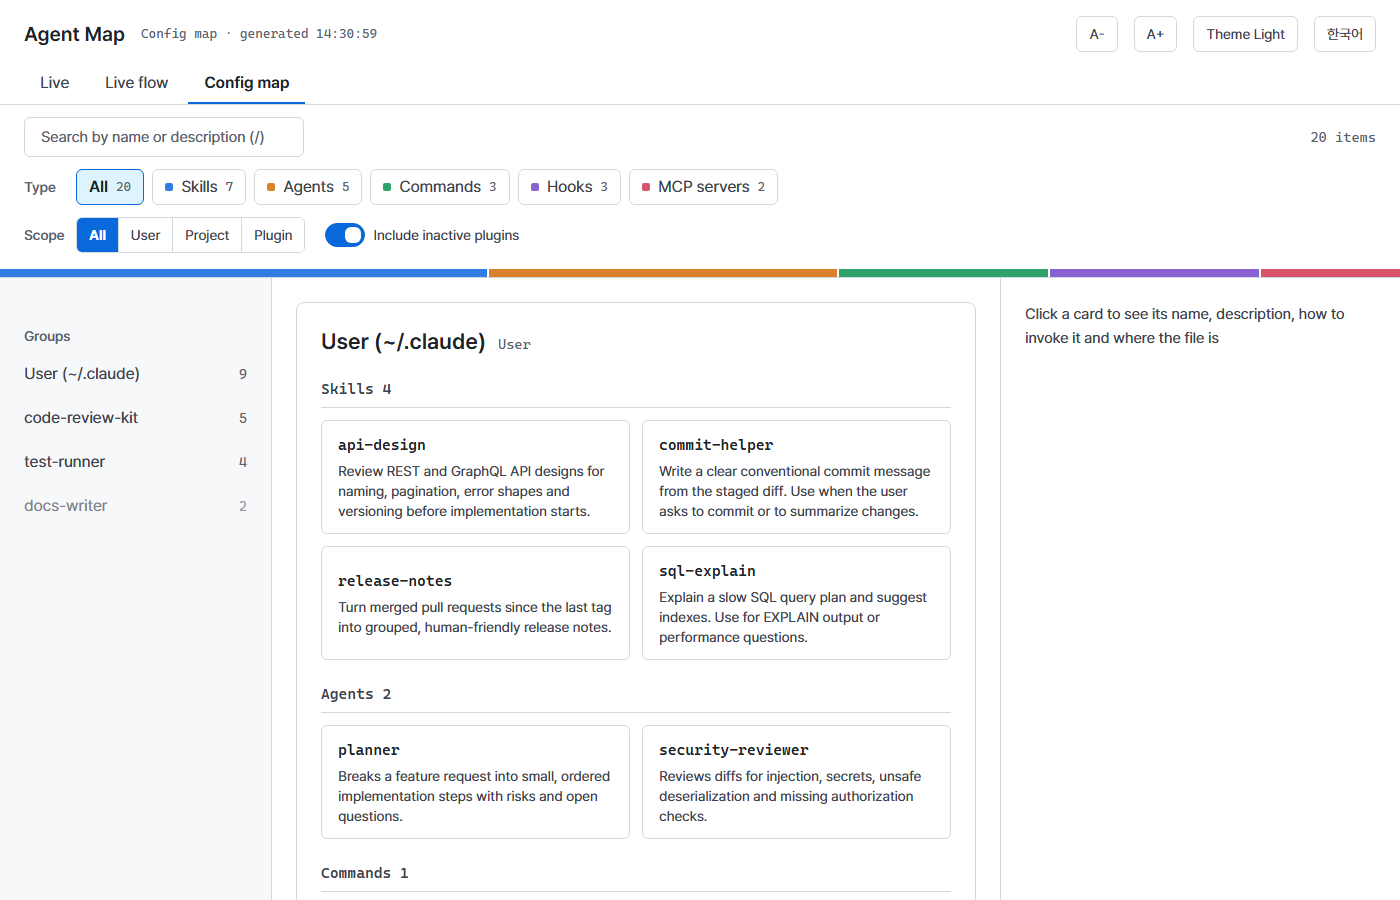 Agent Map
Config map · generated 14:30:59
A-
A+
Theme Light
한국어
Live
Live flow
Config map
Search by name or description (/)
20 items
Type
All 20
Skills 7
Agents 5
Commands 3
Hooks 3
MCP servers 2
Scope
All
User
Project
Plugin
Include inactive plugins
Groups
User (~/.claude) 9
code-review-kit 5
test-runner 4
docs-writer 2
User (~/.claude) User
Skills 4
api-design
Review REST and GraphQL API designs for
naming, pagination, error shapes and
versioning before implementation starts.
commit-helper
Write a clear conventional commit message
from the staged diff. Use when the user
asks to commit or to summarize changes.
release-notes
Turn merged pull requests since the last tag
into grouped, human-friendly release notes.
sql-explain
Explain a slow SQL query plan and suggest
indexes. Use for EXPLAIN output or
performance questions.
Agents 2
planner
Breaks a feature request into small, ordered
implementation steps with risks and open
questions.
security-reviewer
Reviews diffs for injection, secrets, unsafe
deserialization and missing authorization
checks.
Commands 1
Click a card to see its name, description, how to
invoke it and where the file is